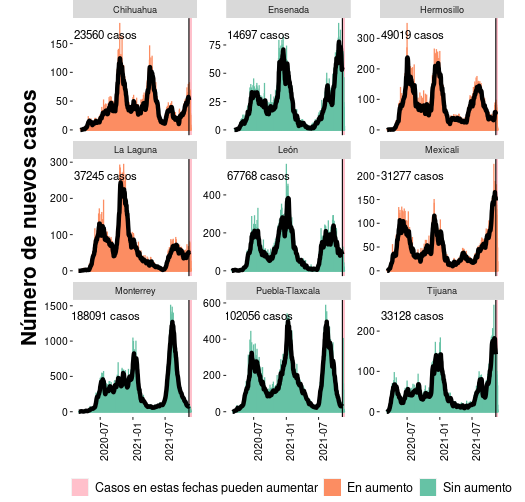 Número de nuevos casos
Chihuahua Ensenada Hermosillo
23560 casos 14697 casos 49019 casos
150 75 300
100 50 200
50 25 100
0 0 0
La Laguna León Mexicali
37245 casos 67768 casos 31277 casos
300 400 200
200 150
100 200 100
50
0 0 0
Monterrey Puebla-Tlaxcala Tijuana
188091 casos 102056 casos 33128 casos
1500 600 200
1000 400
500 200 100
0 0 0
2020-07 2021-01 2021-07 2020-07 2021-01 2021-07 2020-07 2021-01 2021-07
Casos en estas fechas pueden aumentar En aumento Sin aumento